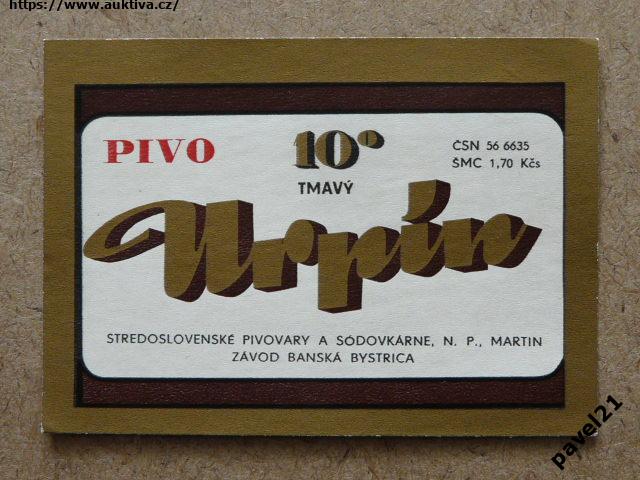 https://www.auktiva.cz/
PIVO
10°
TMAVÝ
ČSN 56 6635
ŠMC 1,70 Kčs
Urpín
STREDOSLOVENSKÉ PIVOVARY A SÓDOVKÁRNE, N. P., MARTIN
ZÁVOD BANSKÁ BYSTRICA
pavel21